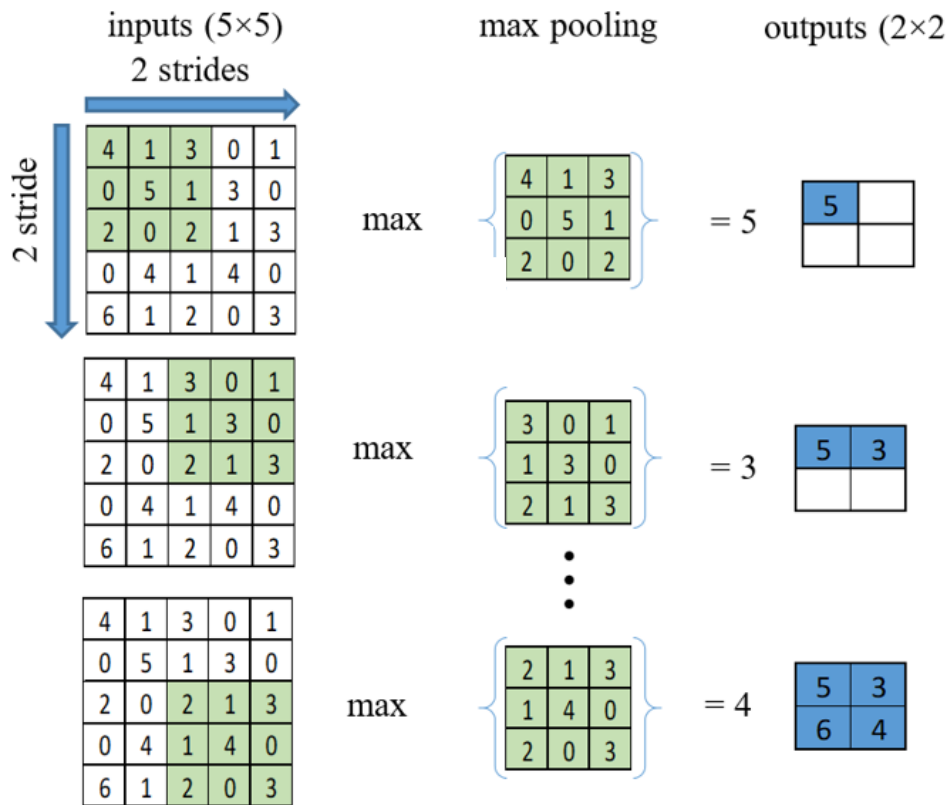 inputs (5×5) max pooling outputs (2×2
2 strides
2 stride
4 1 3 0 1
0 5 1 3 0
2 0 2 1 3
0 4 1 4 0
6 1 2 0 3
max
4 1 3
0 5 1
2 0 2
= 5
5
4 1 3 0 1
0 5 1 3 0
2 0 2 1 3
0 4 1 4 0
6 1 2 0 3
max
3 0 1
1 3 0
2 1 3
= 3
5 3
4 1 3 0 1
0 5 1 3 0
2 0 2 1 3
0 4 1 4 0
6 1 2 0 3
max
2 1 3
1 4 0
2 0 3
= 4
5 3
6 4